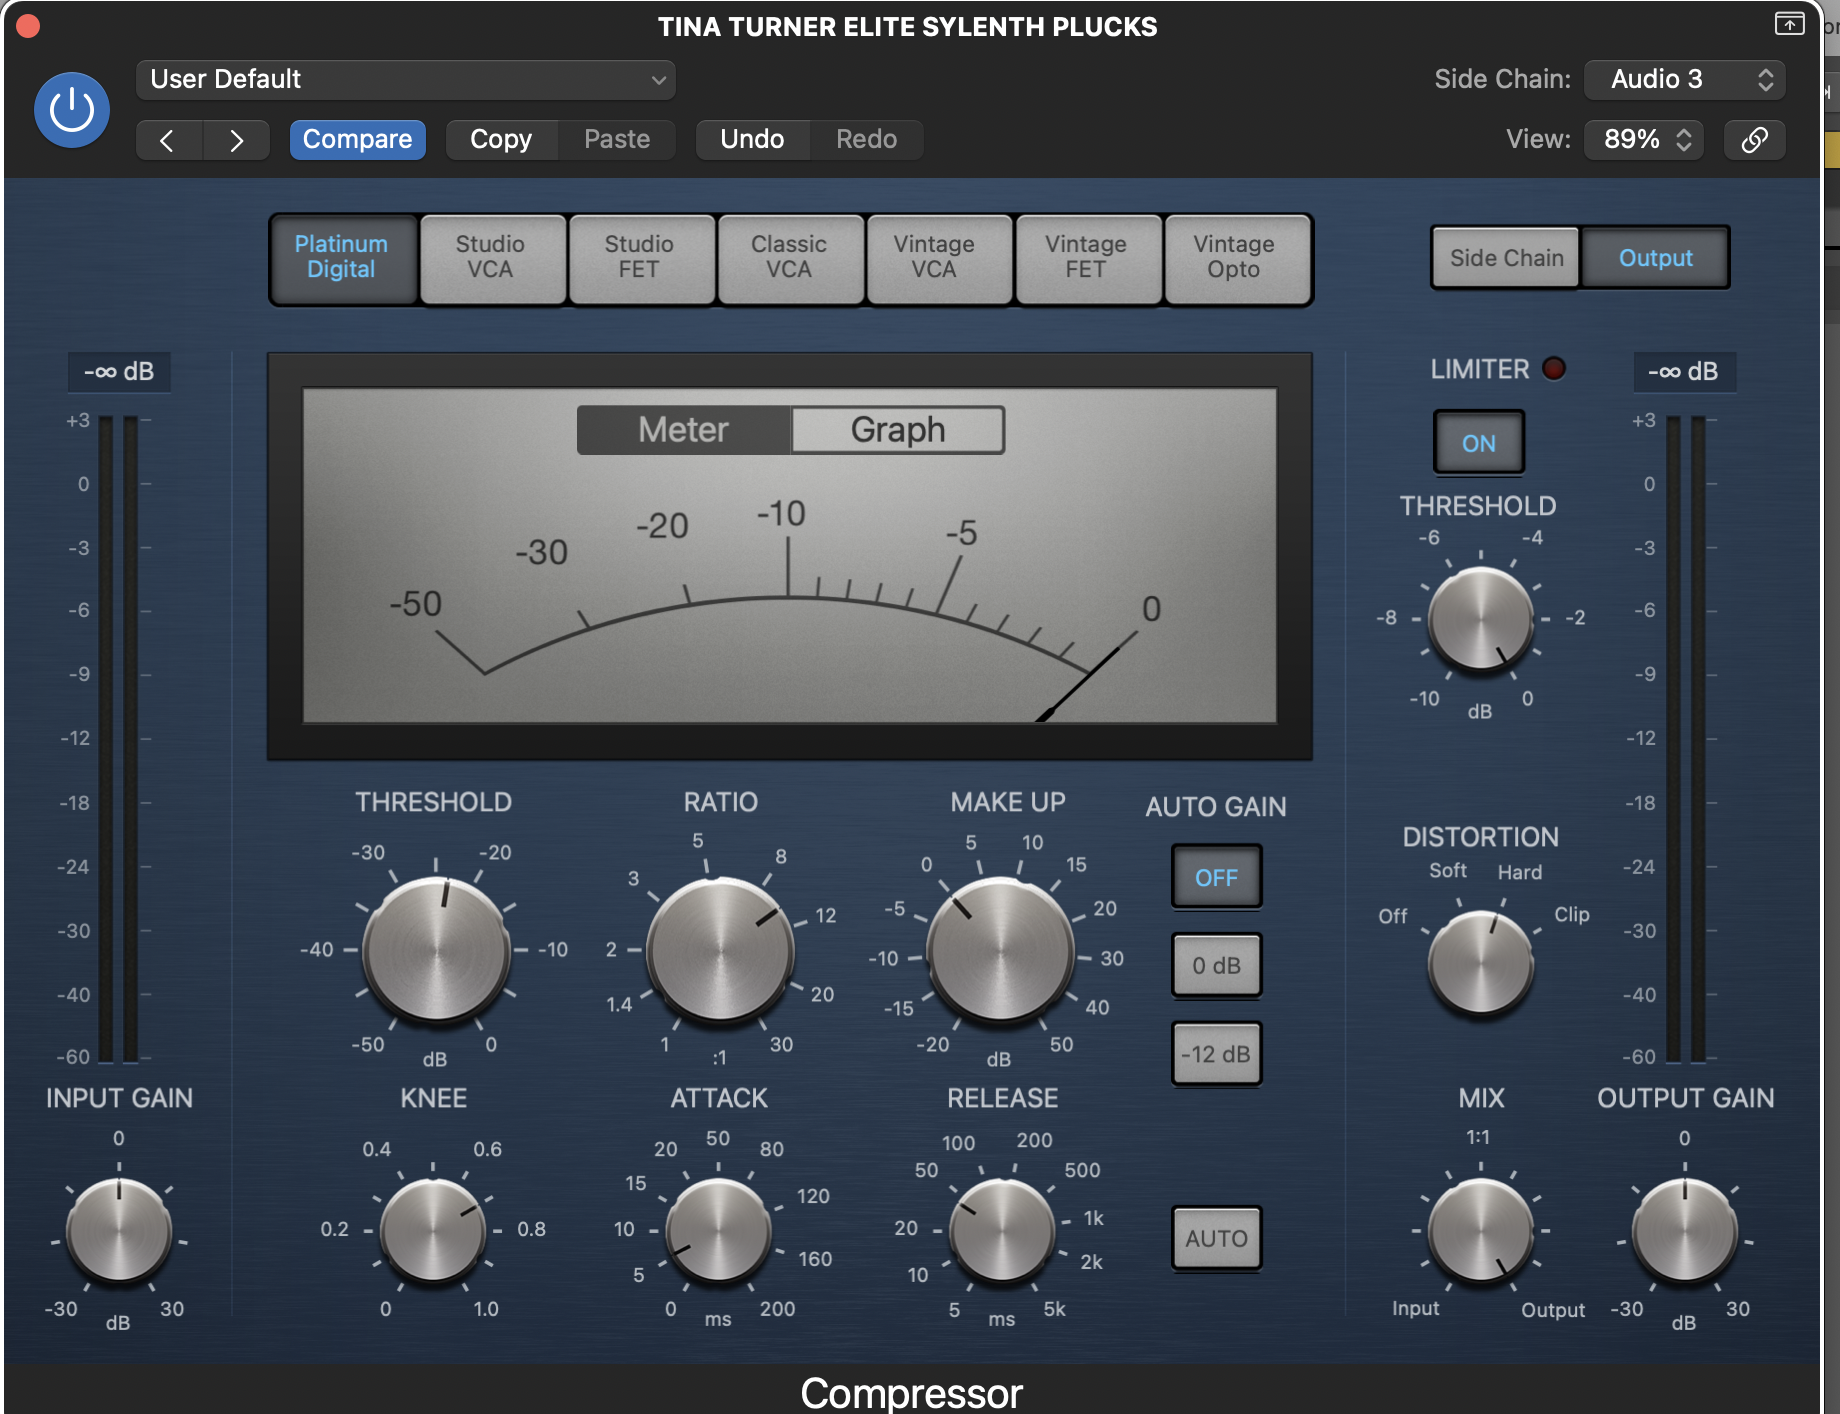 TINA TURNER ELITE SYLENTH PLUCKS
User Default
Side Chain: Audio 3
Compare Copy Paste Undo Redo
View: 89%
Platinum Digital
Studio VCA
Studio FET
Classic VCA
Vintage VCA
Vintage FET
Vintage Opto
Side Chain Output
-∞ dB
+3
0
-3
-6
-9
-12
-18
-24
-30
-40
-60
INPUT GAIN
0
-30 30
dB
Meter Graph
-50 -30 -20 -10 -5 0
THRESHOLD
-30 -20
-40 -10
-50 0
dB
RATIO
5
3 8
2 12
1.4 20
1 30
:1
MAKE UP
5 10
0 15
-5 20
-10 30
-15 40
-20 50
dB
AUTO GAIN
OFF
0 dB
-12 dB
KNEE
0.4 0.6
0.2 0.8
0 1.0
ATTACK
50
20 80
15 120
10 160
5
0 200
ms
RELEASE
100 200
50 500
20 1k
10 2k
5 5k
ms
AUTO
LIMITER
ON
THRESHOLD
-6 -4
-8 -2
-10 0
dB
DISTORTION
Soft Hard
Off Clip
MIX
1:1
Input Output
-∞ dB
+3
0
-3
-6
-9
-12
-18
-24
-30
-40
-60
OUTPUT GAIN
0
-30 30
dB
Compressor